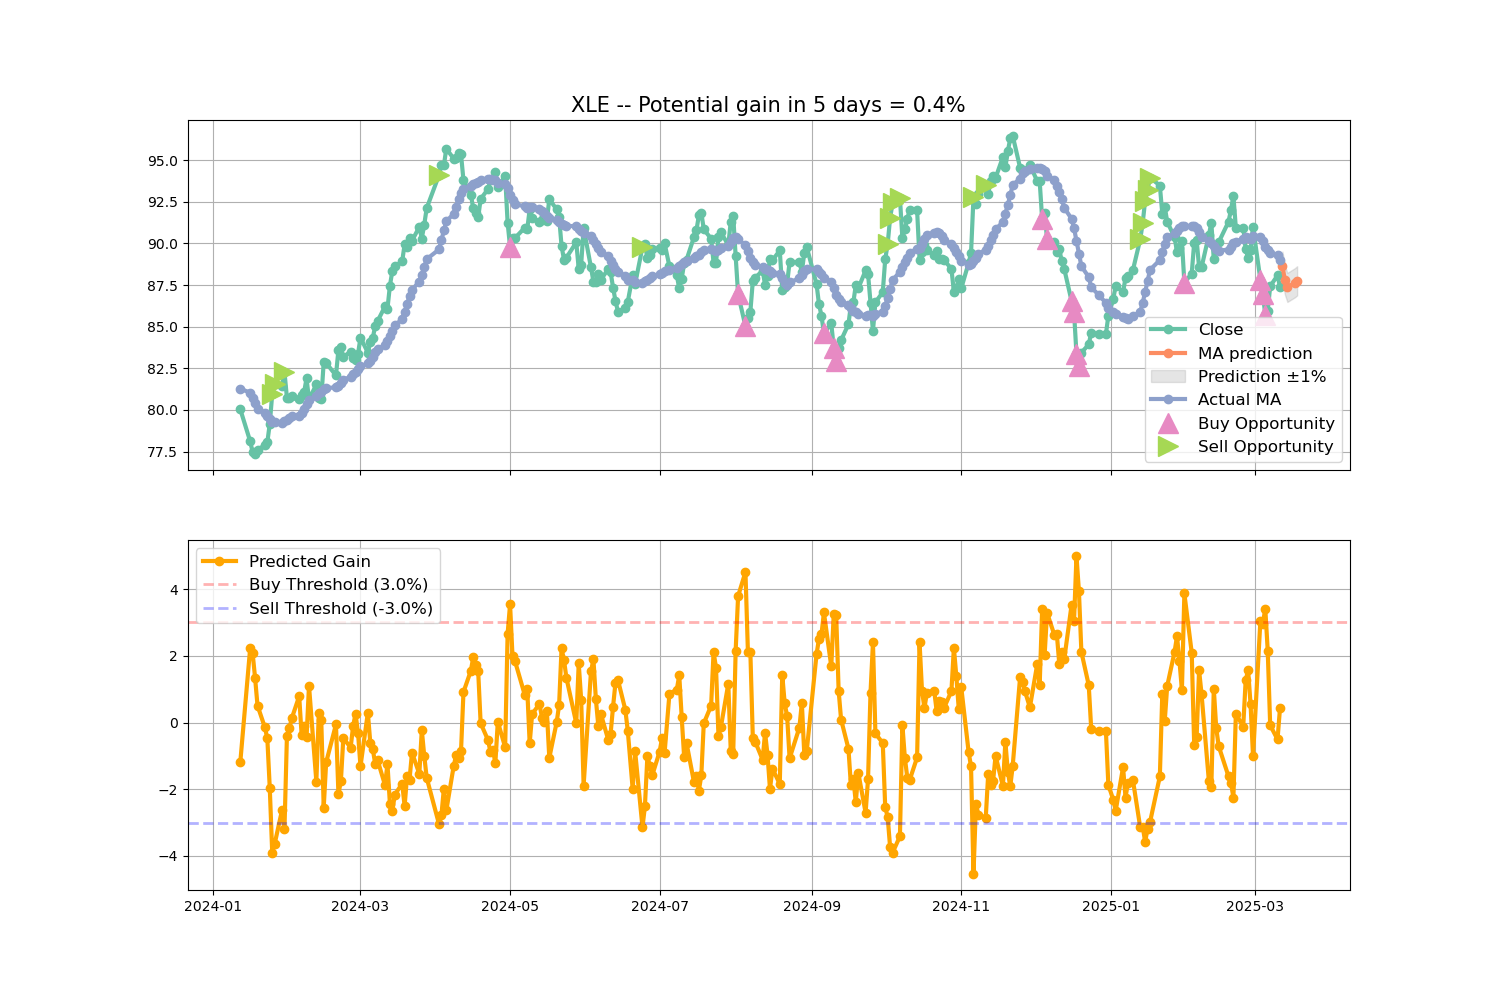 XLE -- Potential gain in 5 days = 0.4%
95.0
92.5
90.0
87.5
85.0
82.5
80.0
77.5
Close
MA prediction
Prediction ±1%
Actual MA
Buy Opportunity
Sell Opportunity
Predicted Gain
Buy Threshold (3.0%)
Sell Threshold (-3.0%)
4
2
0
−2
−4
2024-01 2024-03 2024-05 2024-07 2024-09 2024-11 2025-01 2025-03